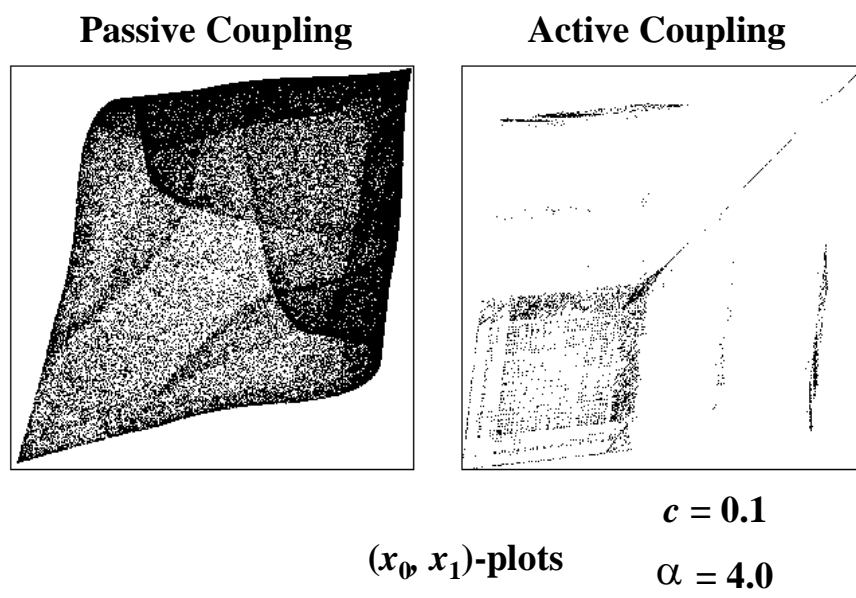 Passive Coupling
Active Coupling
c = 0.1
(x₀, x₁)-plots
α = 4.0